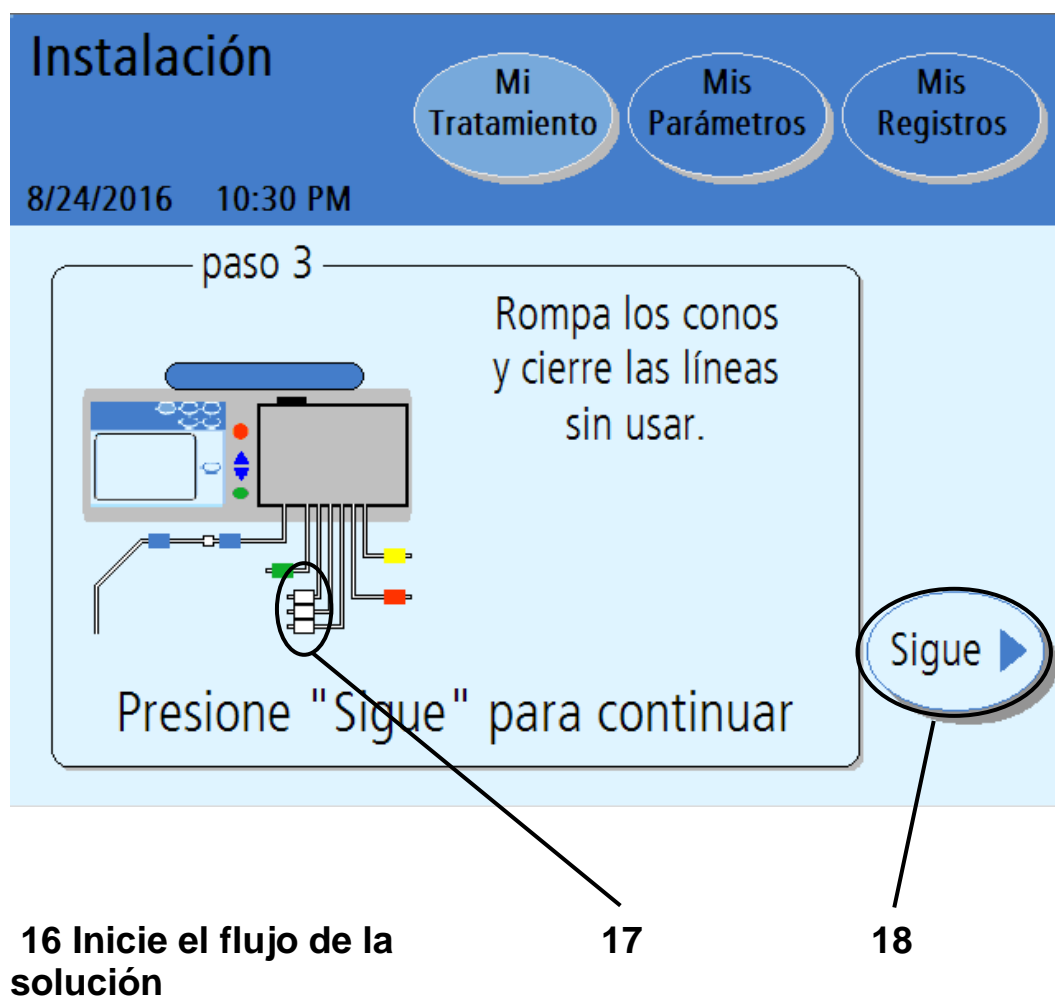 Instalación
Mi
Tratamiento
Mis
Parámetros
Mis
Registros
8/24/2016 10:30 PM
paso 3
Rompa los conos
y cierre las líneas
sin usar.
Sigue
Presione "Sigue" para continuar
16 Inicie el flujo de la
solución
17
18